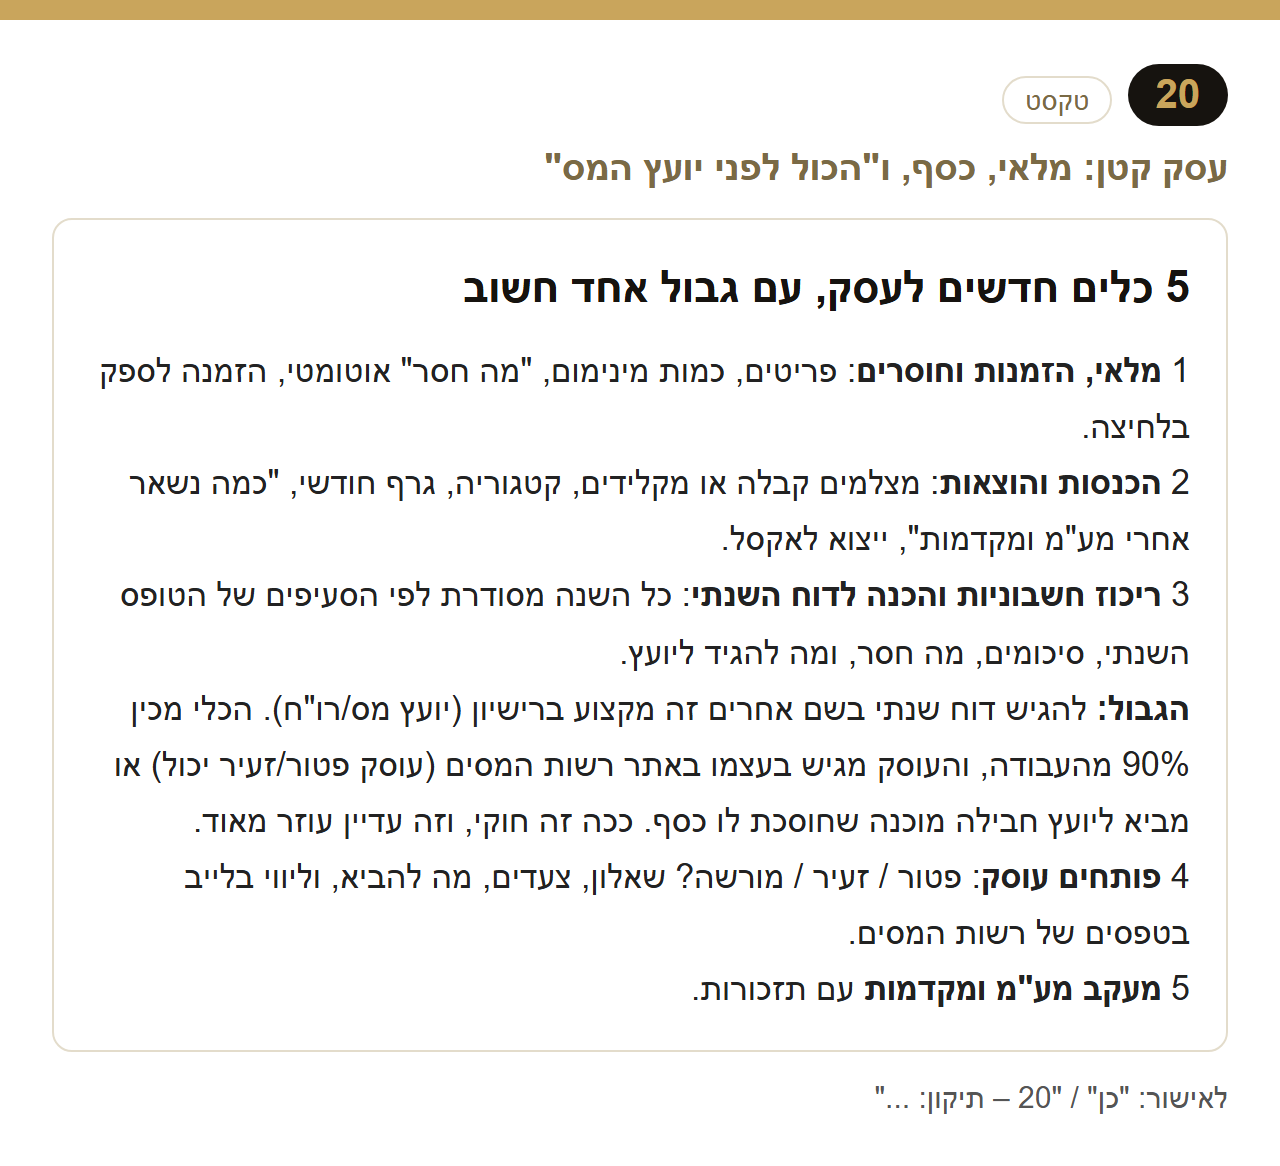 20
טקסט
עסק קטן: מלאי, כסף, ו"הכול לפני יועץ המס"
5 כלים חדשים לעסק, עם גבול אחד חשוב
1 מלאי, הזמנות וחוסרים: פריטים, כמות מינימום, "מה חסר" אוטומטי, הזמנה לספק
בלחיצה.
2 הכנסות והוצאות: מצלמים קבלה או מקלידים, קטגוריה, גרף חודשי, "כמה נשאר
אחרי מע"מ ומקדמות", ייצוא לאקסל.
3 ריכוז חשבוניות והכנה לדוח השנתי: כל השנה מסודרת לפי הסעיפים של הטופס
השנתי, סיכומים, מה חסר, ומה להגיד ליועץ.
הגבול: להגיש דוח שנתי בשם אחרים זה מקצוע ברישיון (יועץ מס/רו"ח). הכלי מכין
90% מהעבודה, והעוסק מגיש בעצמו באתר רשות המסים (עוסק פטור/זעיר יכול) או
מביא ליועץ חבילה מוכנה שחוסכת לו כסף. ככה זה חוקי, וזה עדיין עוזר מאוד.
4 פותחים עוסק: פטור / זעיר / מורשה? שאלון, צעדים, מה להביא, וליווי בלייב
בטפסים של רשות המסים.
5 מעקב מע"מ ומקדמות עם תזכורות.
לאישור: "כן" / "20 – תיקון: ..."